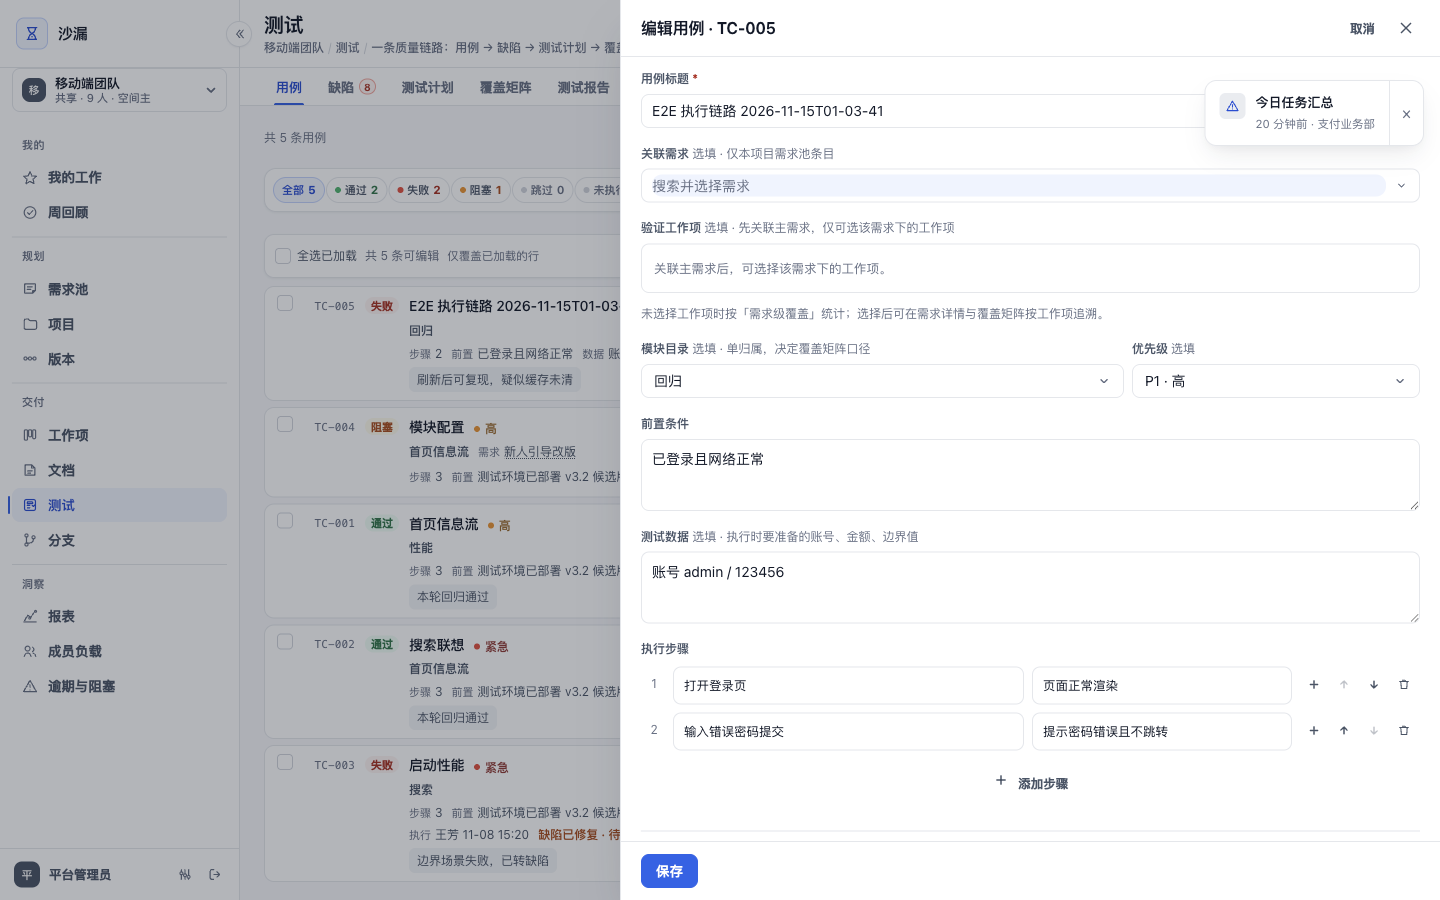 沙漏
移
移动端团队
共享 · 9 人 · 空间主
我的
我的工作
周回顾
规划
需求池
项目
版本
交付
工作项
文档
测试
分支
洞察
报表
成员负载
逾期与阻塞
平
平台管理员
测试
移动端团队 / 测试 / 一条质量链路：用例 → 缺陷 → 测试计划 →
用例
缺陷 8
测试计划
覆盖矩阵
测试报告
共 5 条用例
全部 5
通过 2
失败 2
阻塞 1
跳过 0
未执
全选已加载 共 5 条可编辑 仅覆盖已加载的行
TC-005 失败 E2E 执行链路 2026-11-15T01-03
回归
步骤 2 前置 已登录且网络正常 数据 账
刷新后可复现，疑似缓存未清
TC-004 阻塞 模块配置 高
首页信息流 需求 新人引导改版
步骤 3 前置 测试环境已部署 v3.2 候选
TC-001 通过 首页信息流 高
性能
步骤 3 前置 测试环境已部署 v3.2 候选
本轮回归通过
TC-002 通过 搜索联想 紧急
首页信息流
步骤 3 前置 测试环境已部署 v3.2 候选
本轮回归通过
TC-003 失败 启动性能 紧急
搜索
步骤 3 前置 测试环境已部署 v3.2 候选
执行 王芳 11-08 15:20 缺陷已修复 · 待
边界场景失败，已转缺陷
编辑用例 · TC-005
取消
用例标题 *
E2E 执行链路 2026-11-15T01-03-41
今日任务汇总
20 分钟前 · 支付业务部
关联需求 选填 · 仅本项目需求池条目
搜索并选择需求
验证工作项 选填 · 先关联主需求，仅可选该需求下的工作项
关联主需求后，可选择该需求下的工作项。
未选择工作项时按「需求级覆盖」统计；选择后可在需求详情与覆盖矩阵按工作项追溯。
模块目录 选填 · 单归属，决定覆盖矩阵口径
回归
优先级 选填
P1 · 高
前置条件
已登录且网络正常
测试数据 选填 · 执行时要准备的账号、金额、边界值
账号 admin / 123456
执行步骤
1 打开登录页 页面正常渲染
2 输入错误密码提交 提示密码错误且不跳转
添加步骤
保存